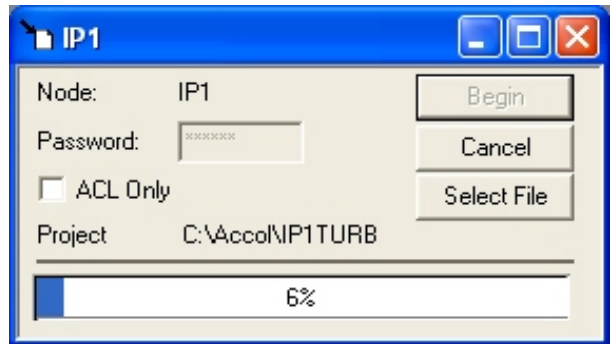 IP1
Node: IP1 Begin
Password: ****** Cancel
ACL Only Select File
Project C:\Accol\IP1TURB
6%